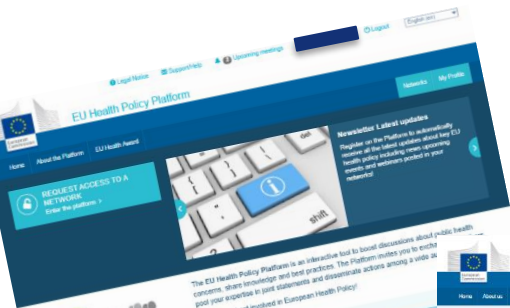 Legal Notice
Support/Help
Upcoming meetings
Logout
English (en)
European
Commission
EU Health Policy Platform
Networks
My Profile
Home
About the Platform
EU Health Award
REQUEST ACCESS TO A
NETWORK
Enter the platform >
shift
Newsletter Latest updates
Register on the Platform to automatically
receive all the latest updates about key EU
health policy including news upcoming
events and webinars posted in your
networks!
The EU Health Policy Platform is an interactive tool to boost discussions about public health
concerns, share knowledge and best practices. The Platform invites you to
pool your expertise in joint statements and disseminate actions among a wide
involved in European Health Policy!
Home
About us